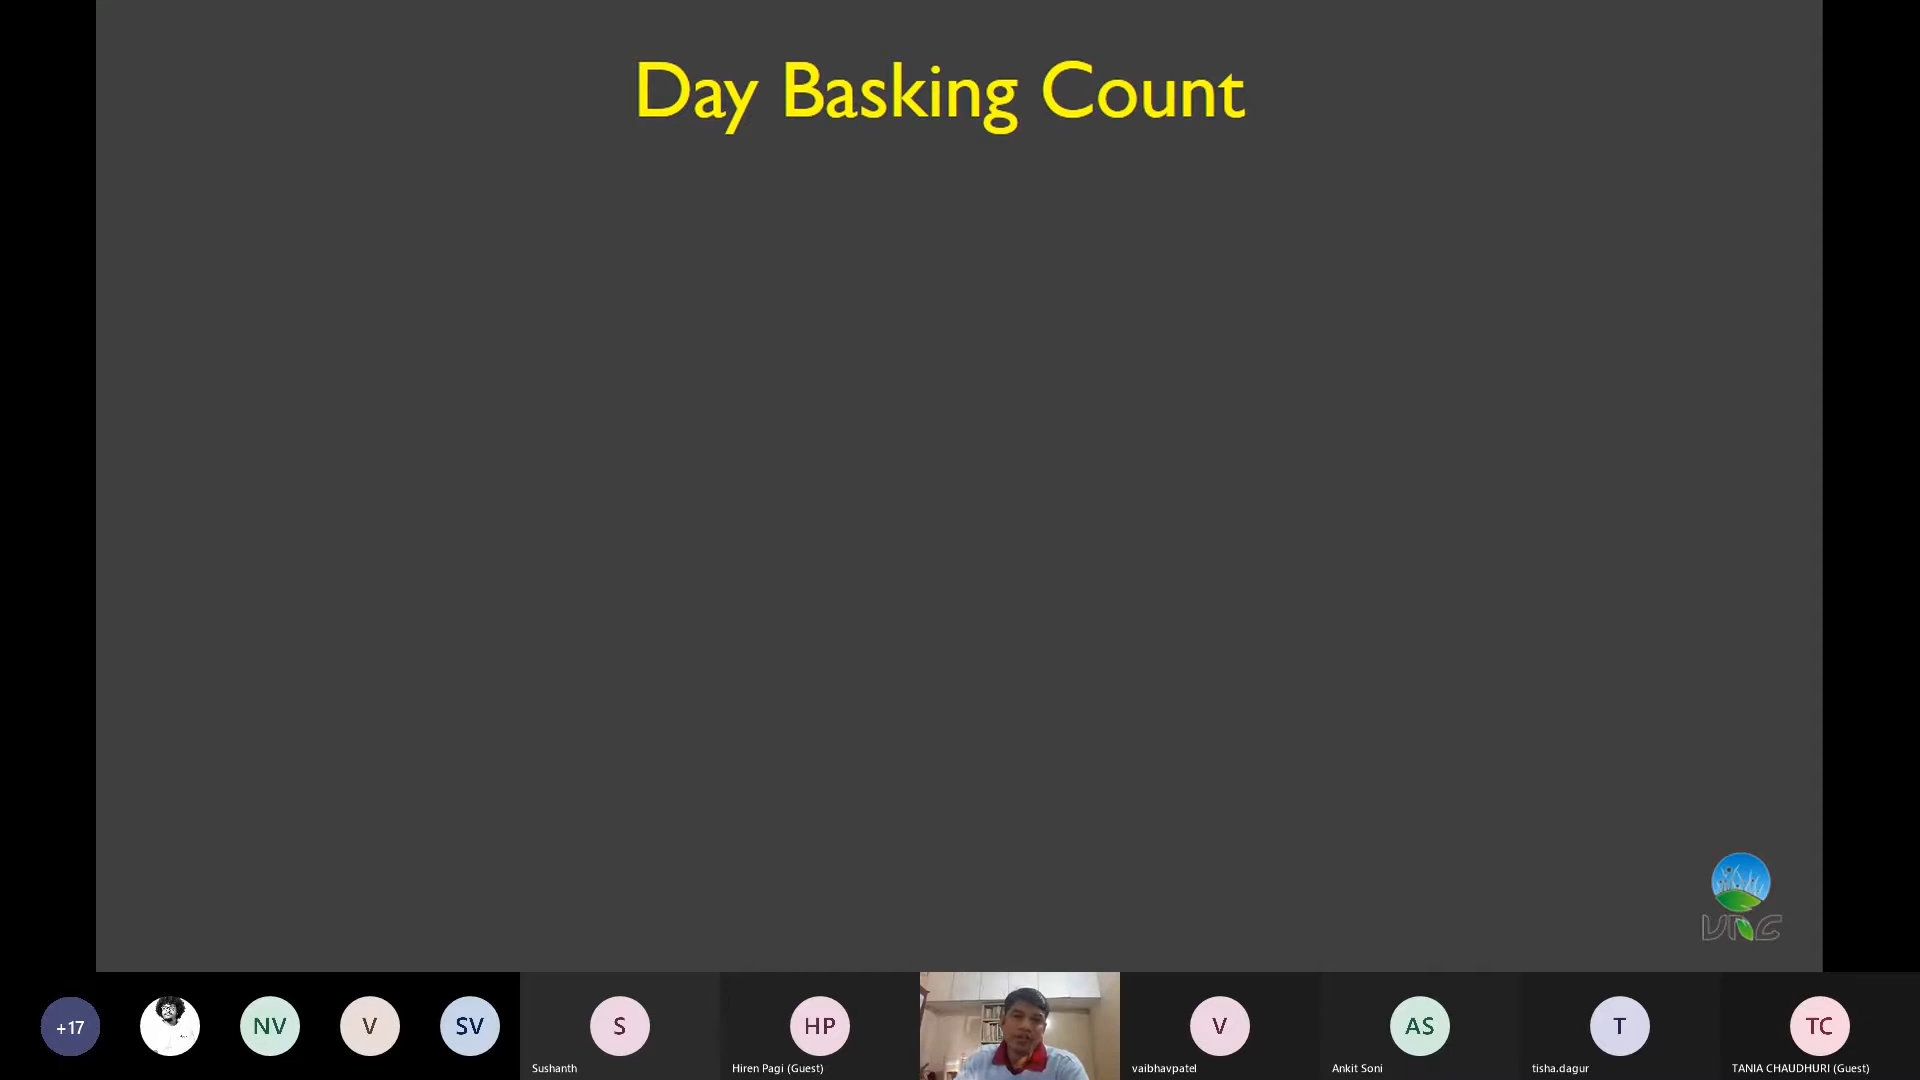 Day Basking Count
VNC
+17
NV
V
SV
S
HP
V
AS
T
TC
Sushanth
Hiren Pagi (Guest)
vaibhavpatel
Ankit Soni
tisha.dagur
TANIA CHAUDHURI (Guest)